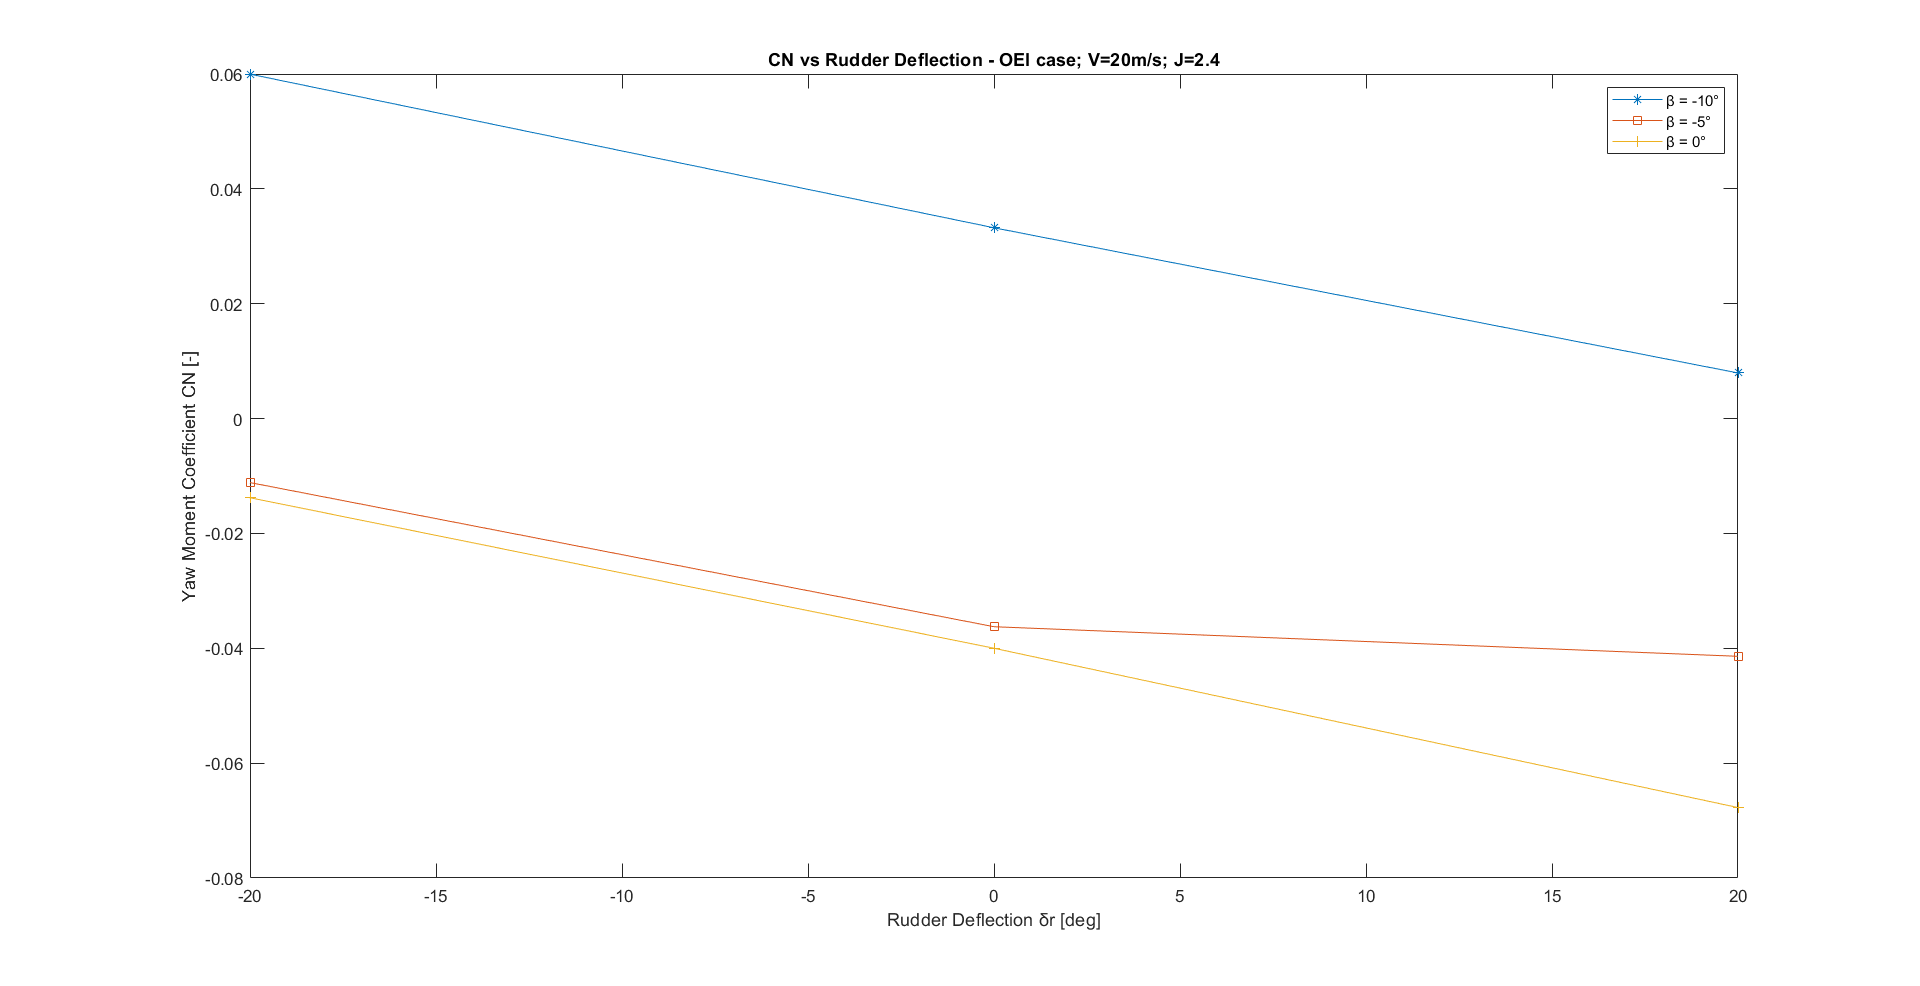 CN vs Rudder Deflection - OEI case; V=20m/s; J=2.4
β = -10°
β = -5°
β = 0°
0.06
0.04
0.02
0
-0.02
-0.04
-0.06
-0.08
Yaw Moment Coefficient CN [-]
-20 -15 -10 -5 0 5 10 15 20
Rudder Deflection δr [deg]